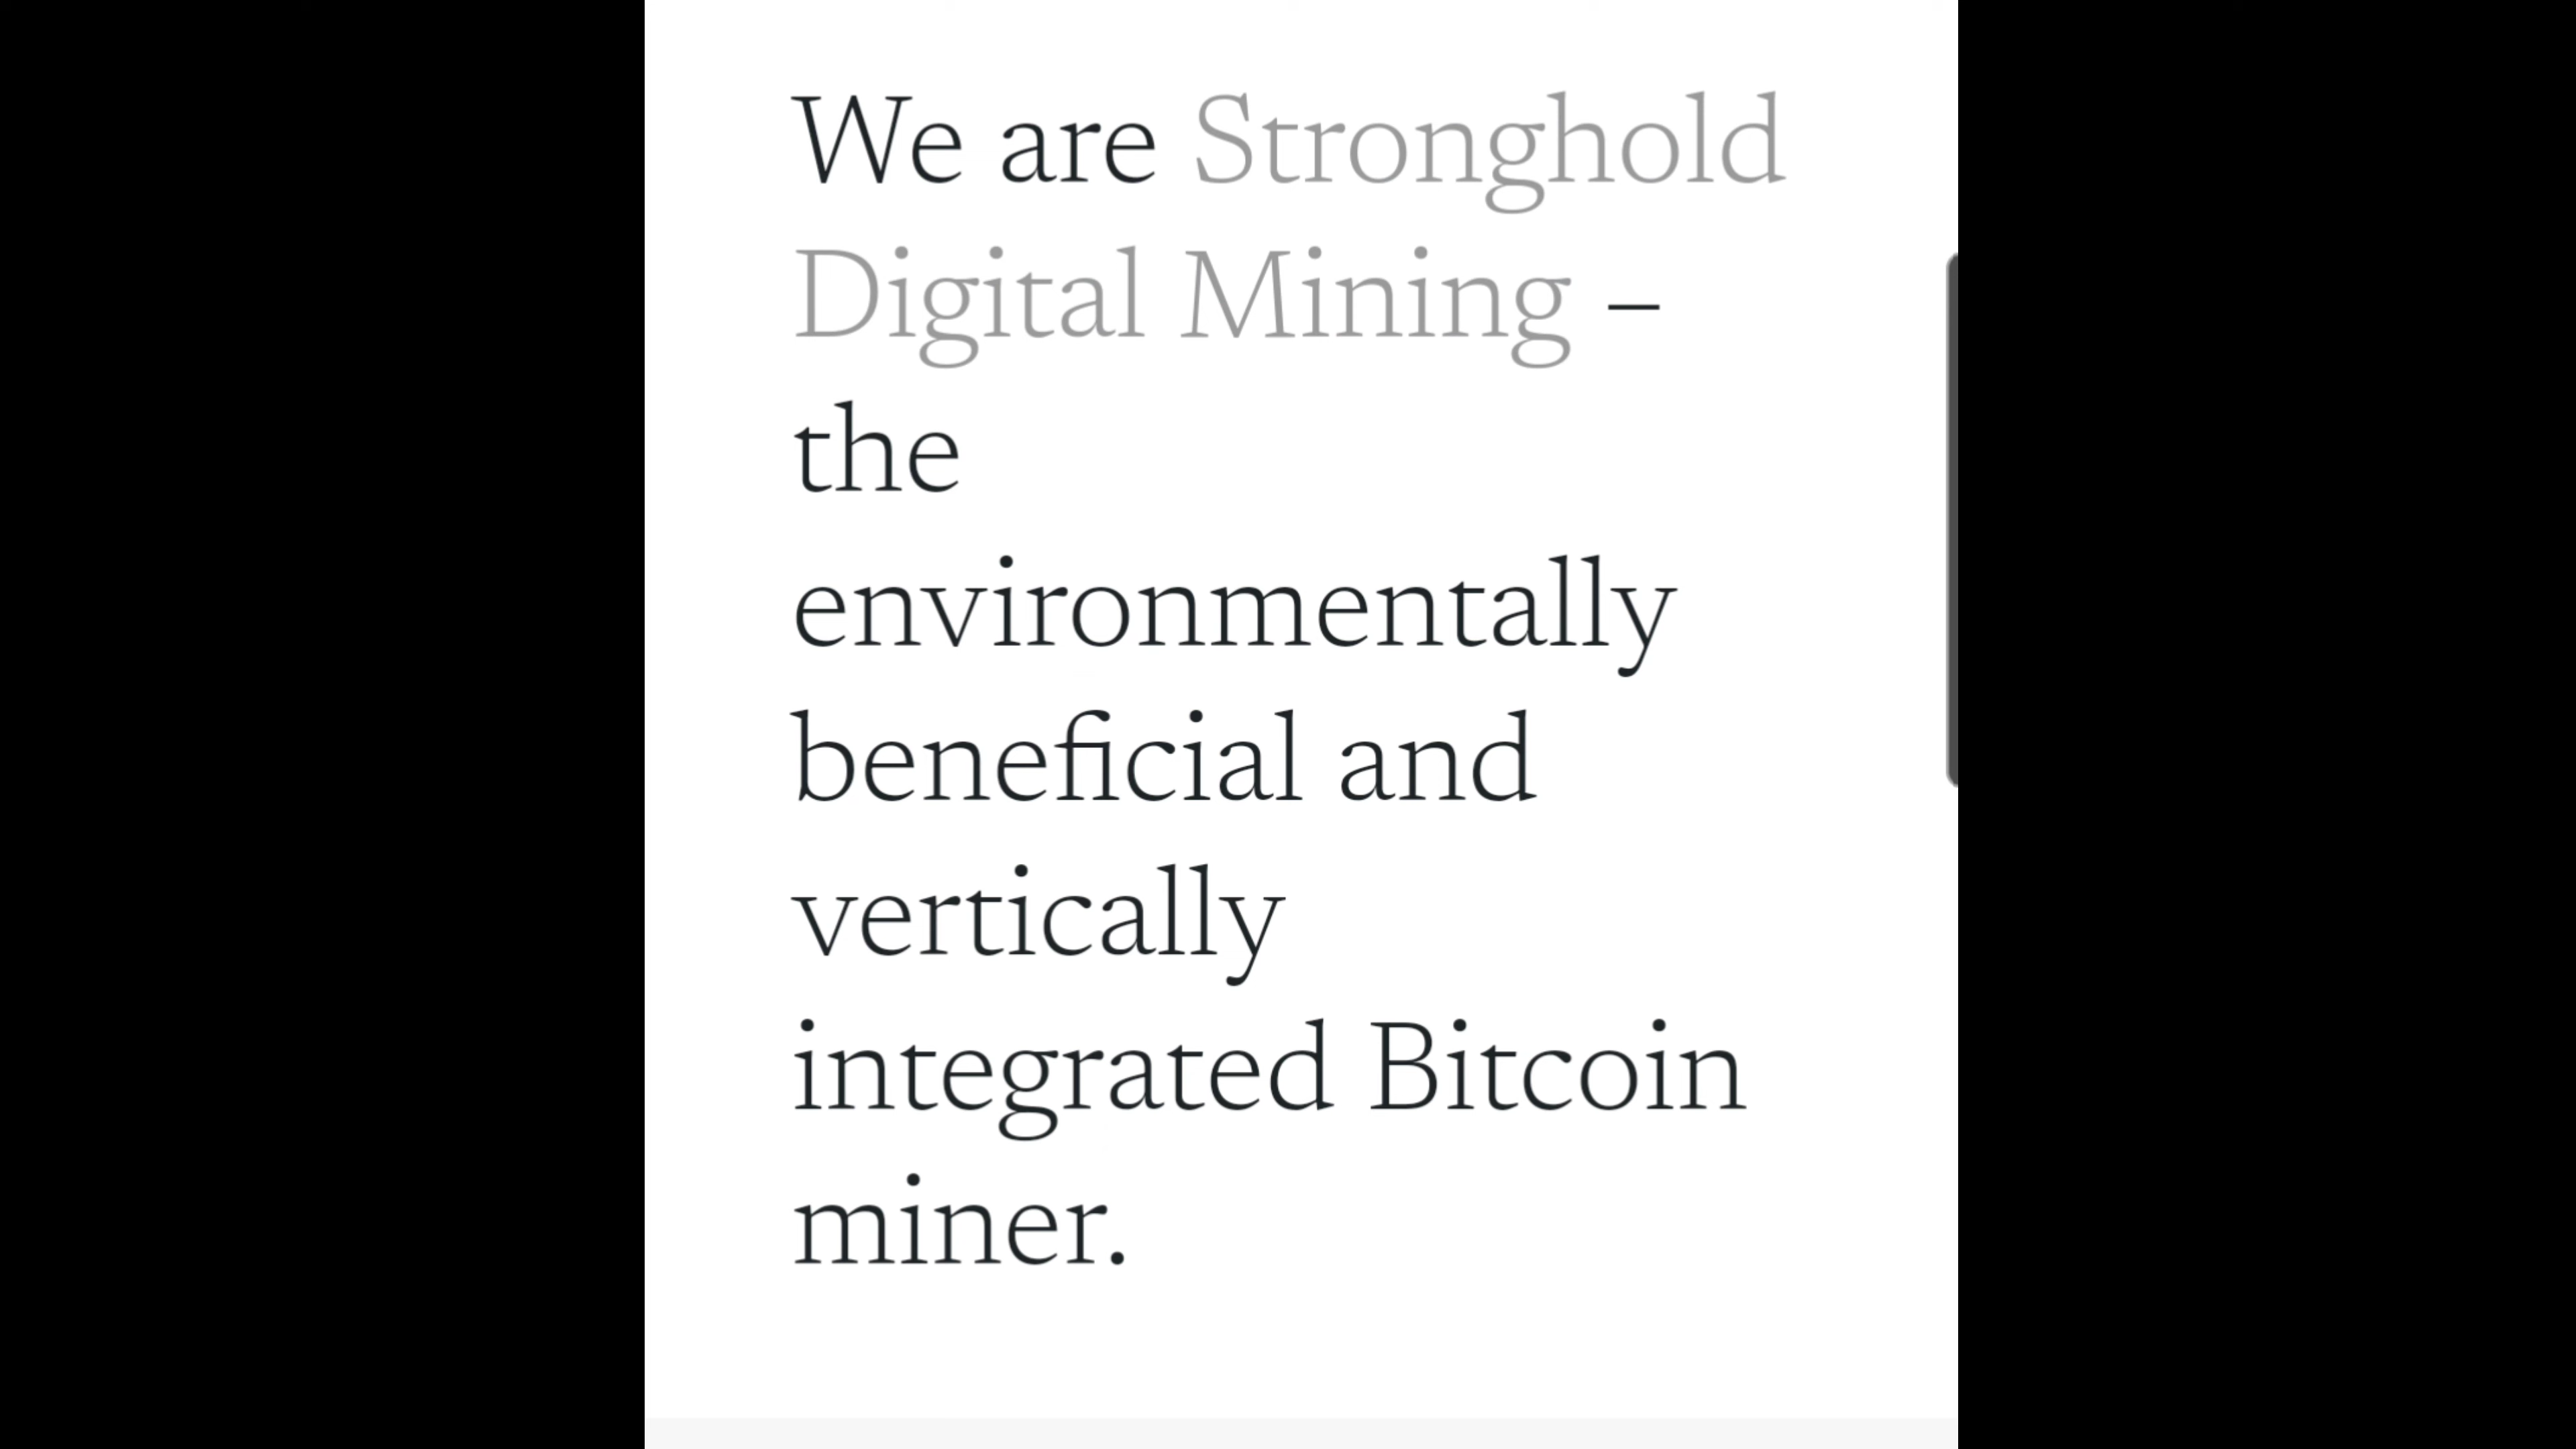 We are Stronghold
Digital Mining –
the
environmentally
beneficial and
vertically
integrated Bitcoin
miner.